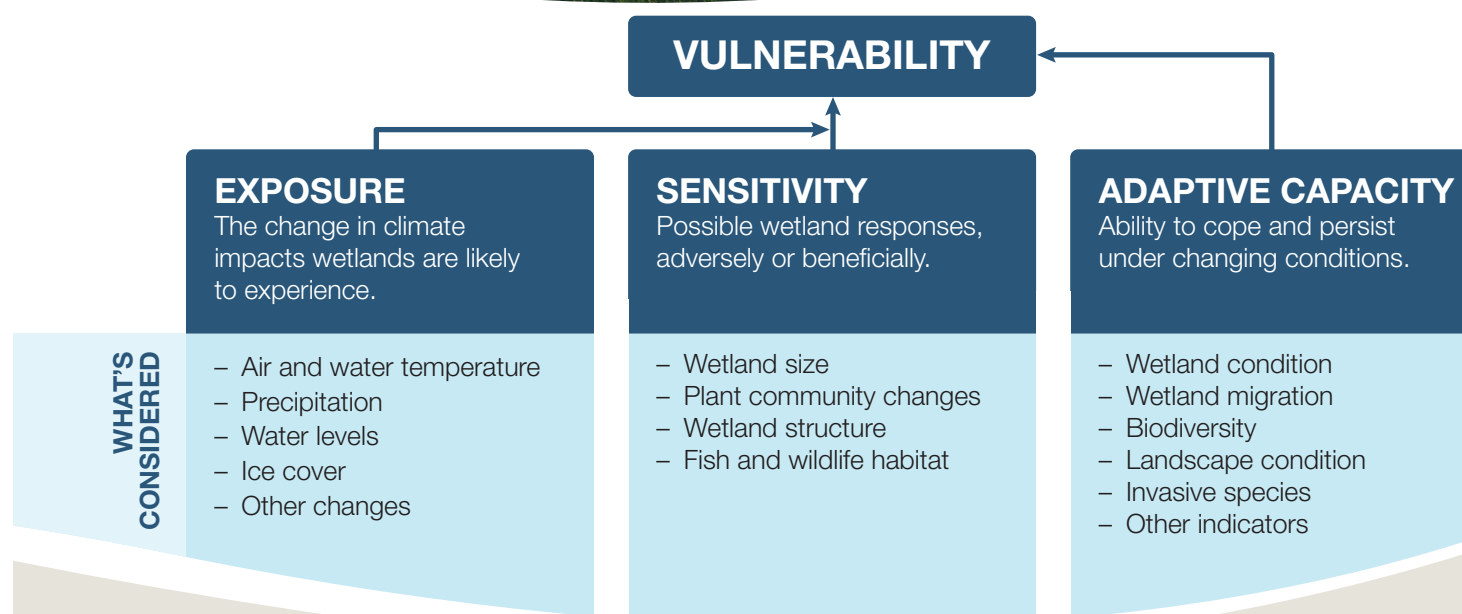 VULNERABILITY
EXPOSURE
The change in climate
impacts wetlands are likely
to experience.
SENSITIVITY
Possible wetland responses,
adversely or beneficially.
ADAPTIVE CAPACITY
Ability to cope and persist
under changing conditions.
WHAT'S
CONSIDERED
– Air and water temperature
– Precipitation
– Water levels
– Ice cover
– Other changes
– Wetland size
– Plant community changes
– Wetland structure
– Fish and wildlife habitat
– Wetland condition
– Wetland migration
– Biodiversity
– Landscape condition
– Invasive species
– Other indicators